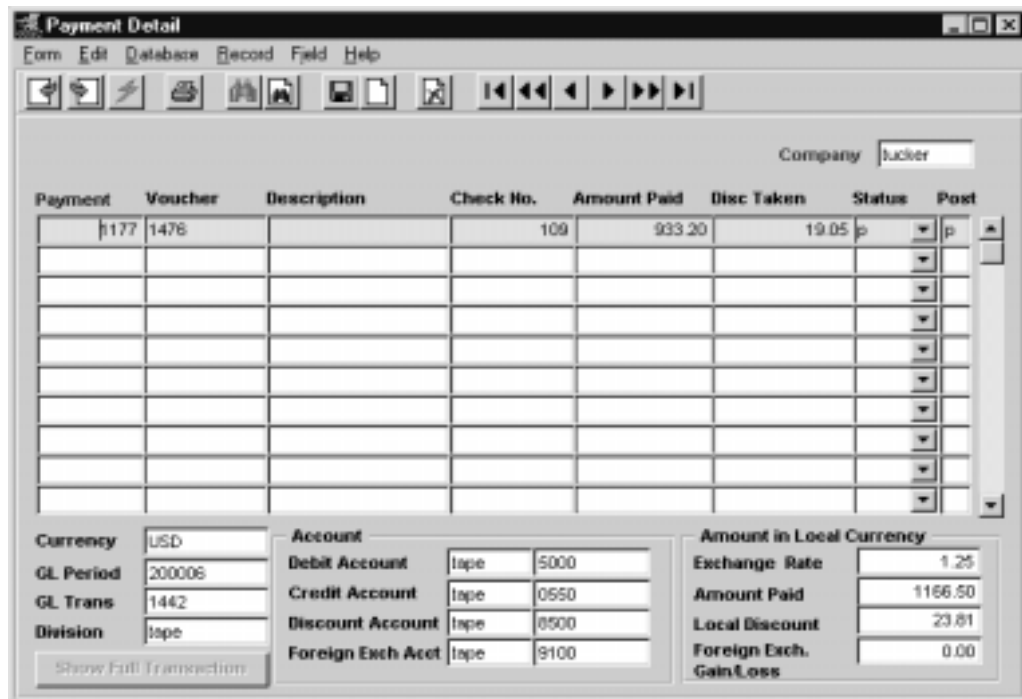 Payment Detail
Form Edit Database Record Field Help
Company tucker
Payment Voucher Description Check No. Amount Paid Disc Taken Status Post
1177 1476 109 933.20 19.05 p p
Currency USD
GL Period 200006
GL Trans 1442
Division tape
Show Full Transaction
Account
Debit Account tape 5000
Credit Account tape 0550
Discount Account tape 8500
Foreign Exch Acct tape 9100
Amount in Local Currency
Exchange Rate 1.25
Amount Paid 1166.50
Local Discount 23.81
Foreign Exch. 0.00
Gain/Loss